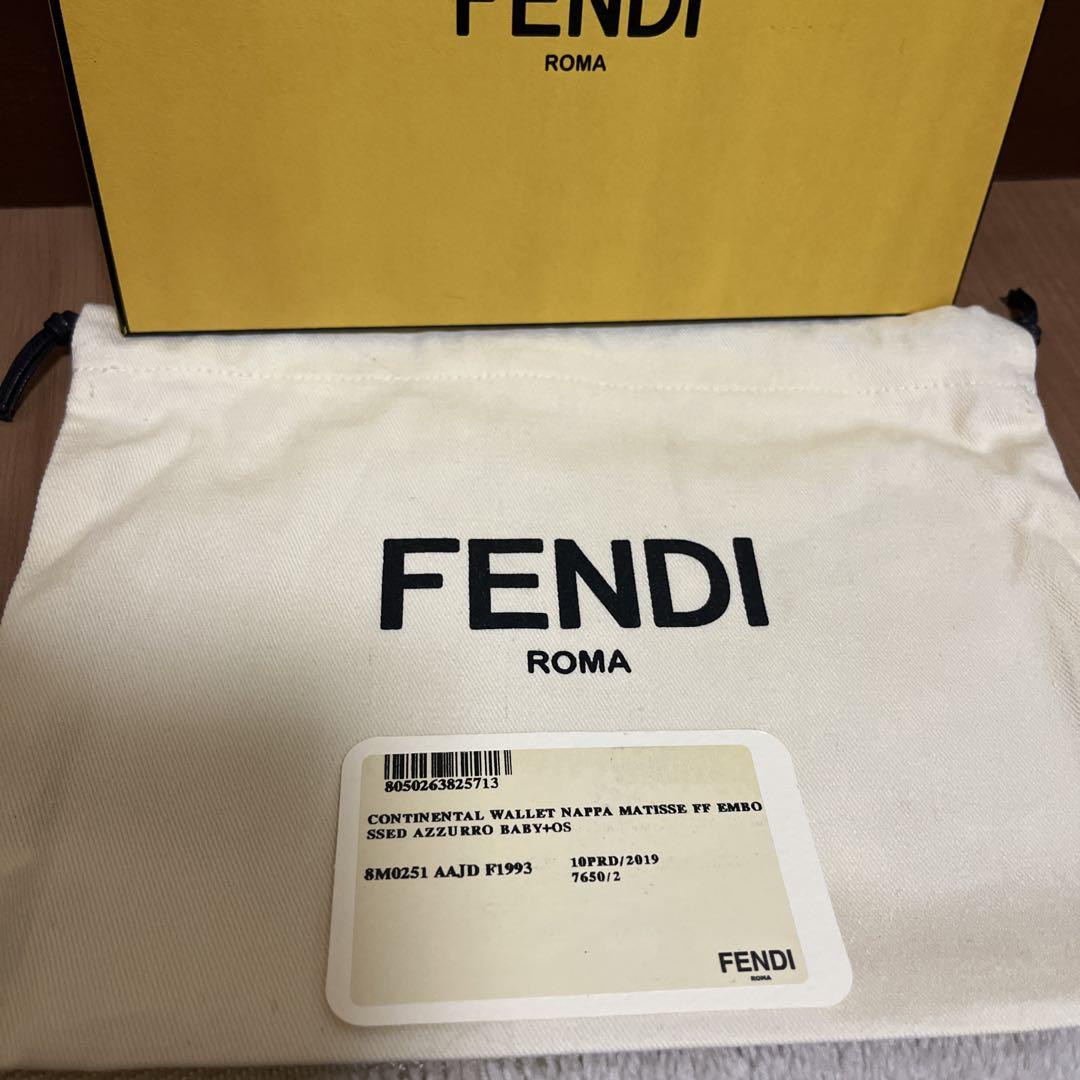 FENDI
ROMA
FENDI
ROMA
8050263825713
CONTINENTAL WALLET NAPPA MATISSE FF EMBO
SSED AZZURRO BABY+OS
8M0251 AAJD F1993
10PRD/2019
7650/2
FENDI
ROMA